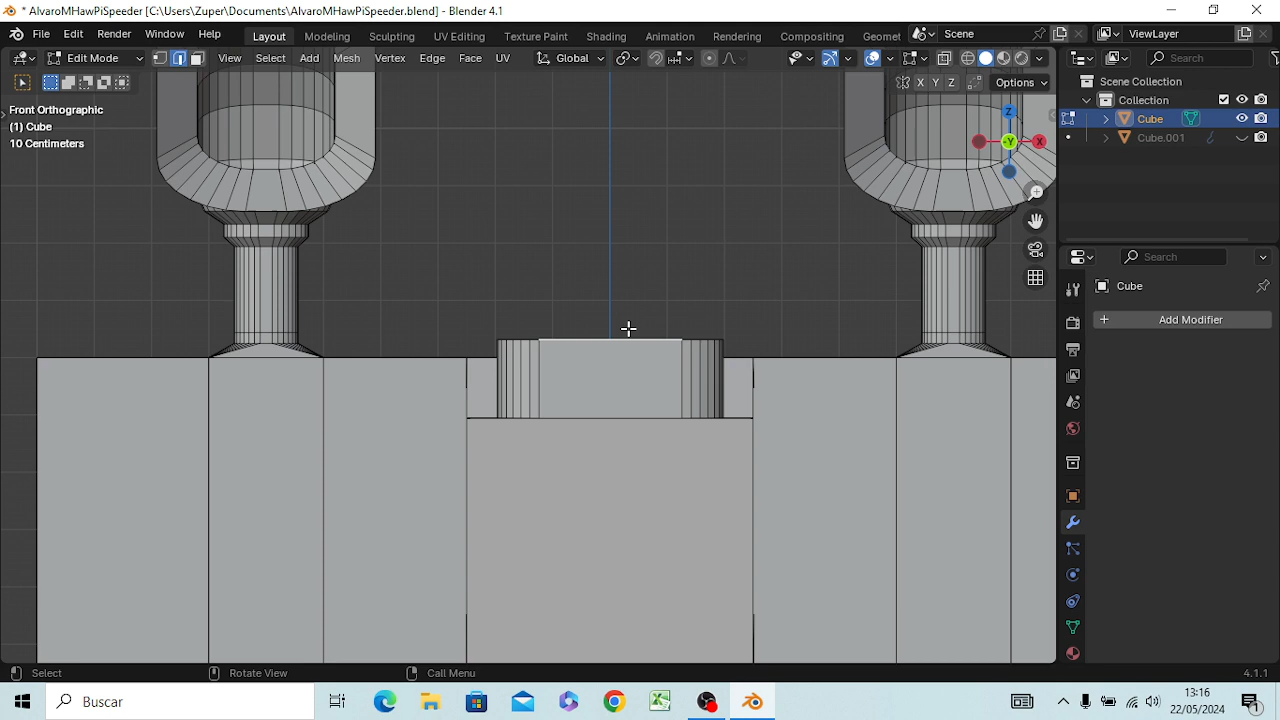 * AlvaroMHawPiSpeeder [C:\Users\Zuper\Documents\AlvaroMHawPiSpeeder.blend] - Blender 4.1
File Edit Render Window Help Layout Modeling Sculpting UV Editing Texture Paint Shading Animation Rendering Compositing Geomet Scene ViewLayer
Edit Mode View Select Add Mesh Vertex Edge Face UV Global Search
X Y Z Options
Scene Collection
Front Orthographic
(1) Cube
10 Centimeters
Collection
Cube
Cube.001
Z
-Y X
Search
Cube
Add Modifier
Select Rotate View Call Menu 4.1.1
Buscar
13:16
22/05/2024
1